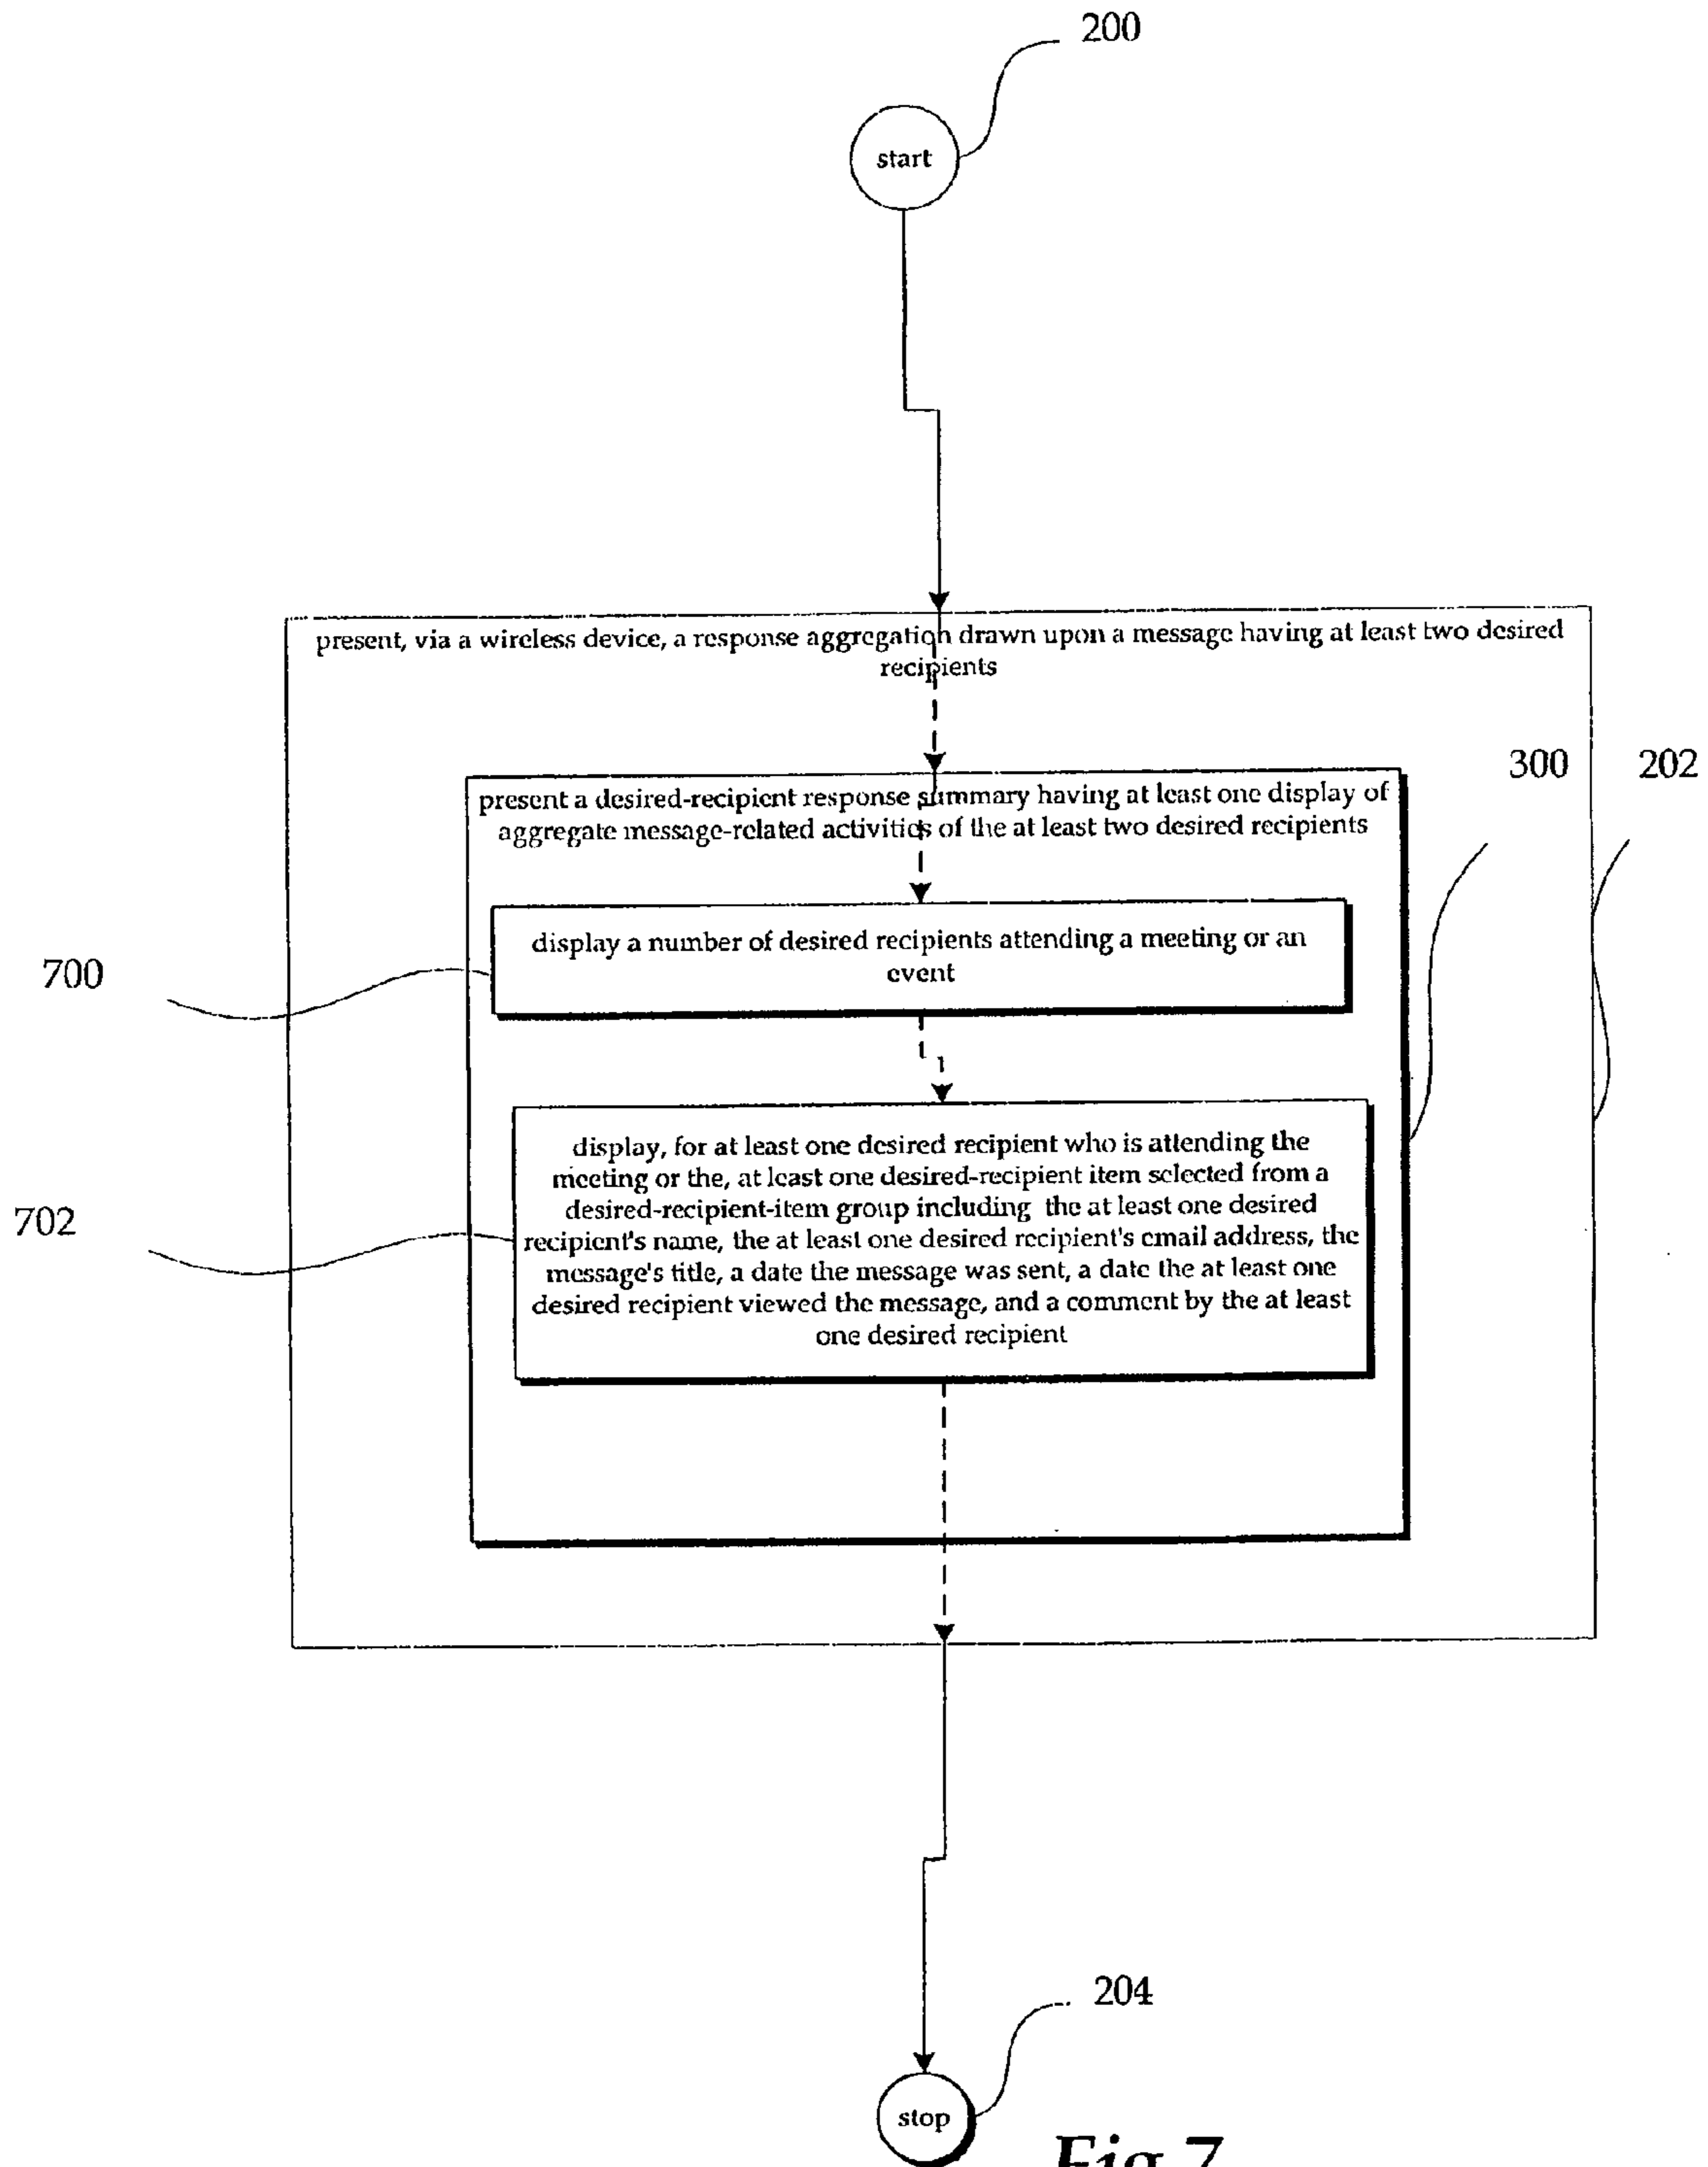 200
start
present, via a wireless device, a response aggregation drawn upon a message having at least two desired
recipients
300
202
present a desired-recipient response summary having at least one display of
aggregate message-related activities of the at least two desired recipients
display a number of desired recipients attending a meeting or an
event
700
display, for at least one desired recipient who is attending the
meeting or the, at least one desired-recipient item selected from a
desired-recipient-item group including the at least one desired
recipient's name, the at least one desired recipient's email address, the
message's title, a date the message was sent, a date the at least one
desired recipient viewed the message, and a comment by the at least
one desired recipient
702
204
stop
Fig 7